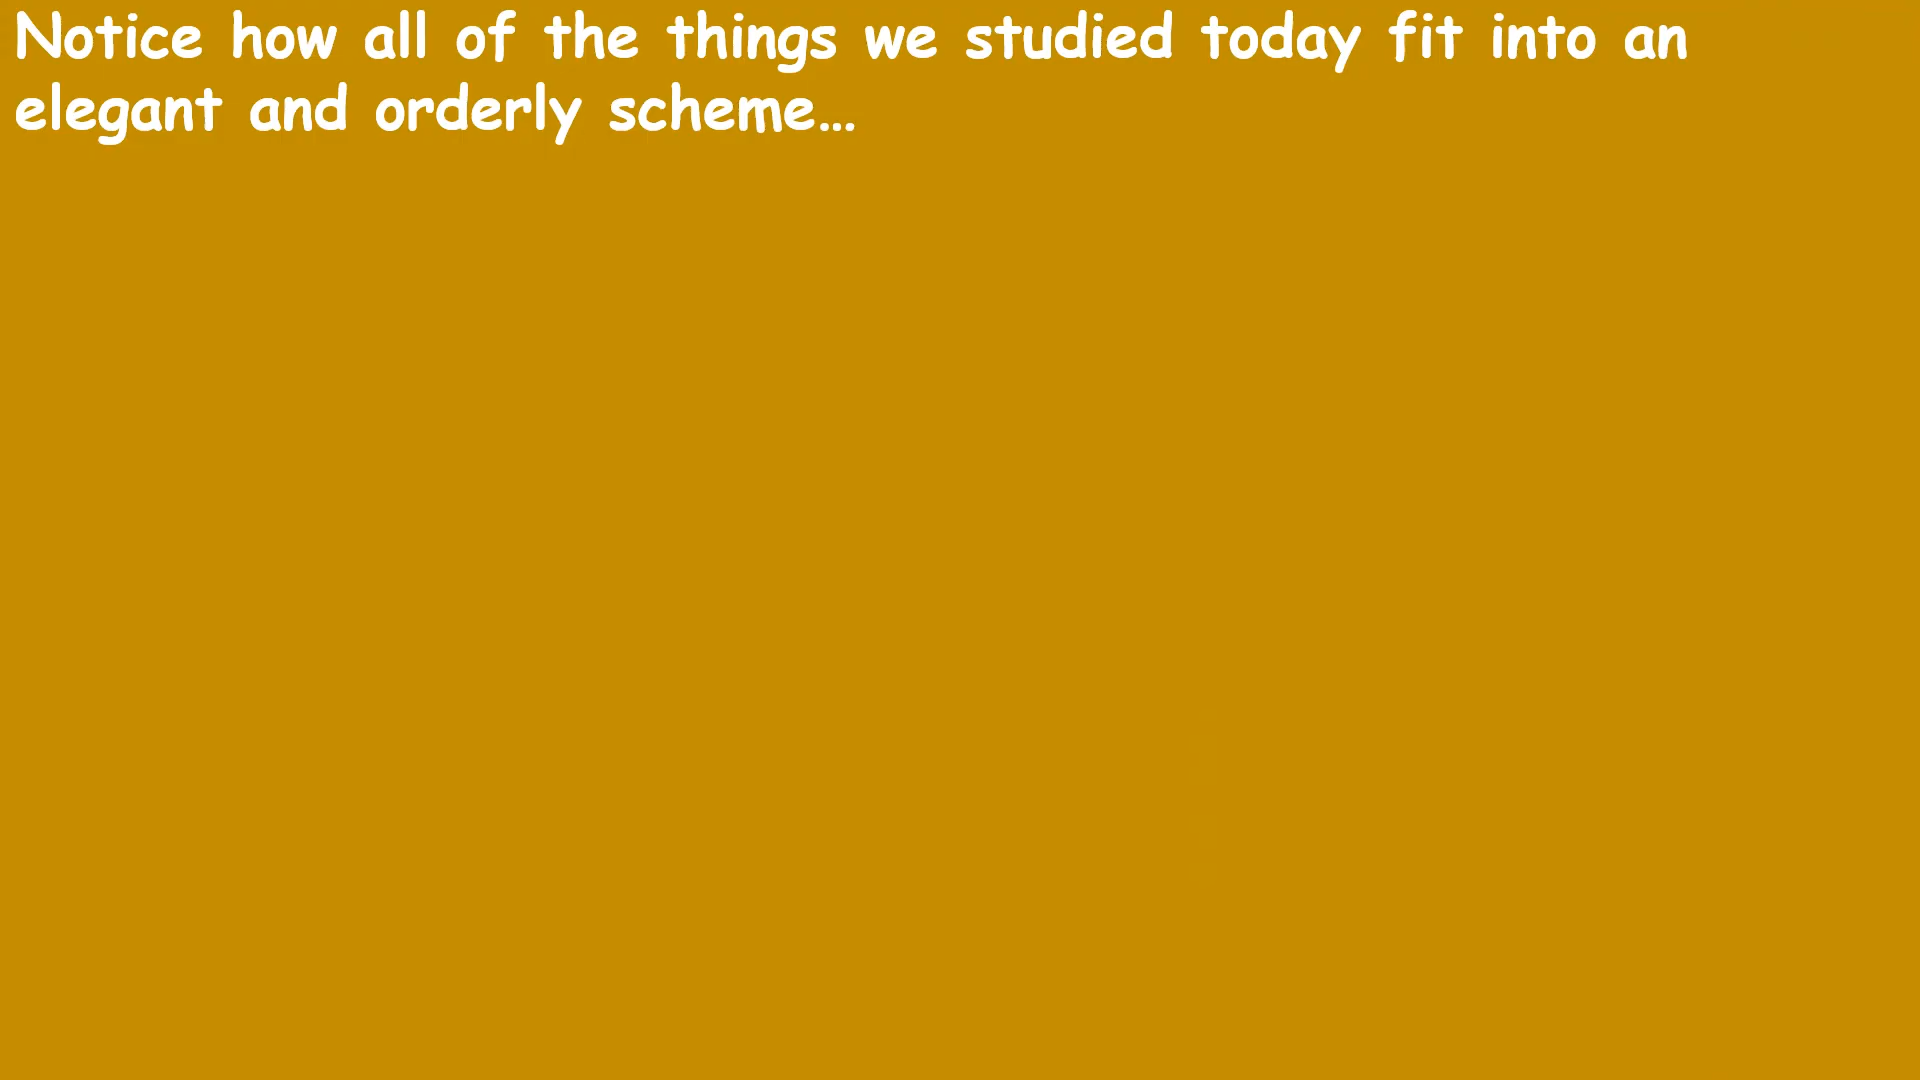 Notice how all of the things we studied today fit into an
elegant and orderly scheme…